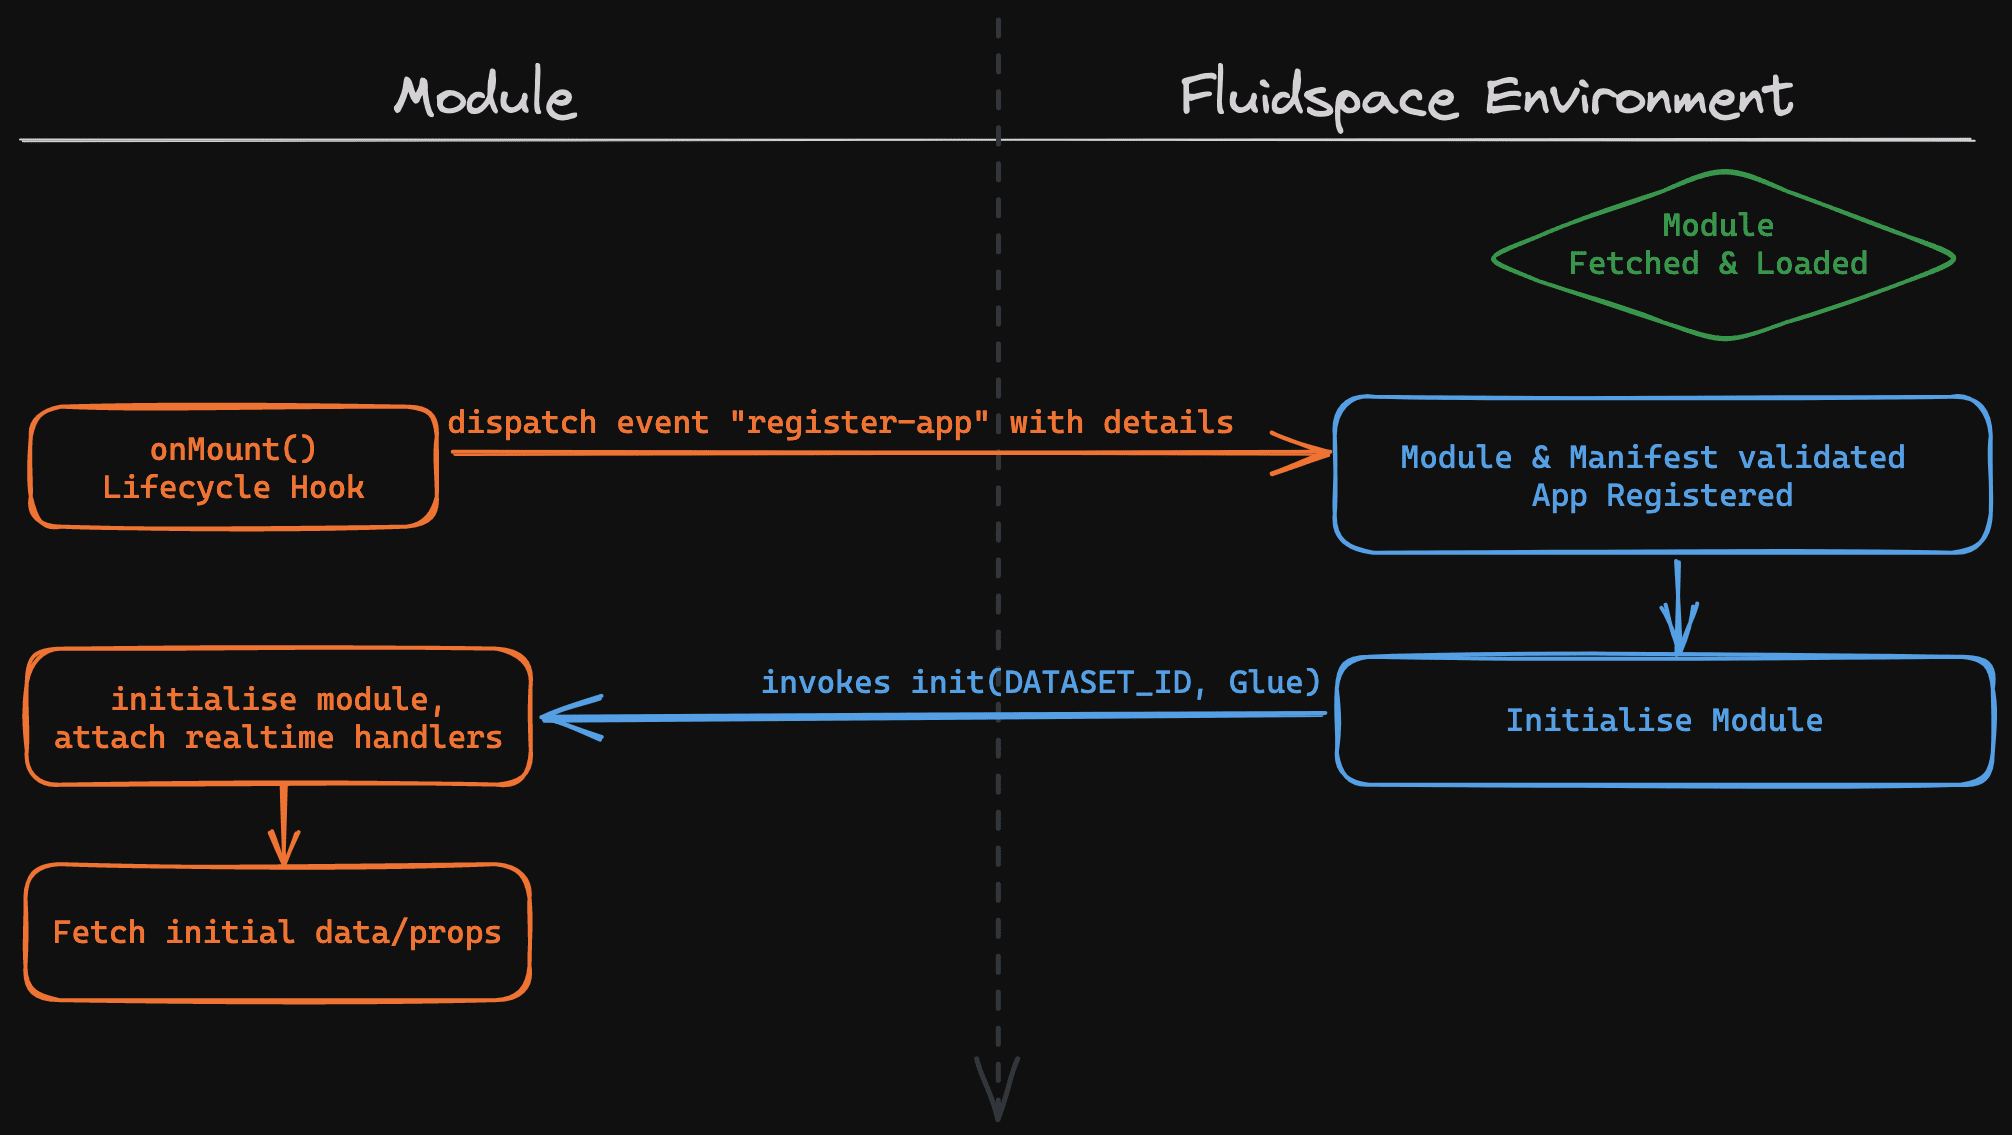 Module
Fluidspace Environment
Module
Fetched & Loaded
onMount()
Lifecycle Hook
dispatch event "register-app" with details
Module & Manifest validated
App Registered
invokes init(DATASET_ID, Glue)
Initialise Module
initialise module,
attach realtime handlers
Fetch initial data/props